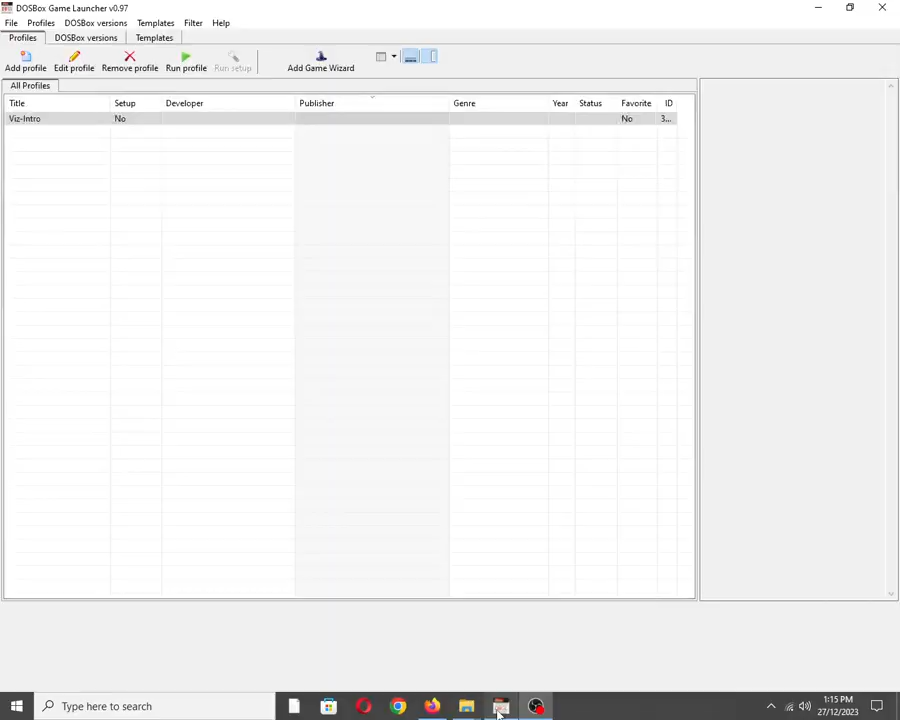 DOSBox Game Launcher v0.97
File Profiles DOSBox versions Templates Filter Help
Profiles DOSBox versions Templates
Add profile Edit profile Remove profile Run profile Run setup Add Game Wizard
All Profiles
Title Setup Developer Publisher Genre Year Status Favorite ID
Viz-Intro No No 3...
Type here to search
1:15 PM
27/12/2023